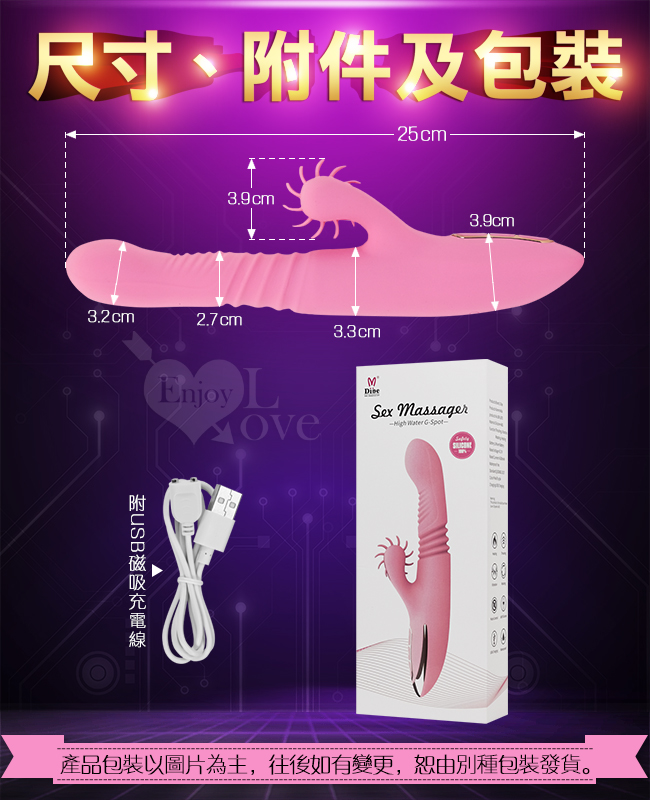 尺寸、附件及包裝
25cm
3.9cm
3.9cm
3.2cm
2.7cm
3.3cm
Enjoy Love
Dibe
Sex Massager
—High Water G-Spot—
Safety
SILICONE
100%
附USB磁吸充電線
產品包裝以圖片為主，往後如有變更，恕由別種包裝發貨。